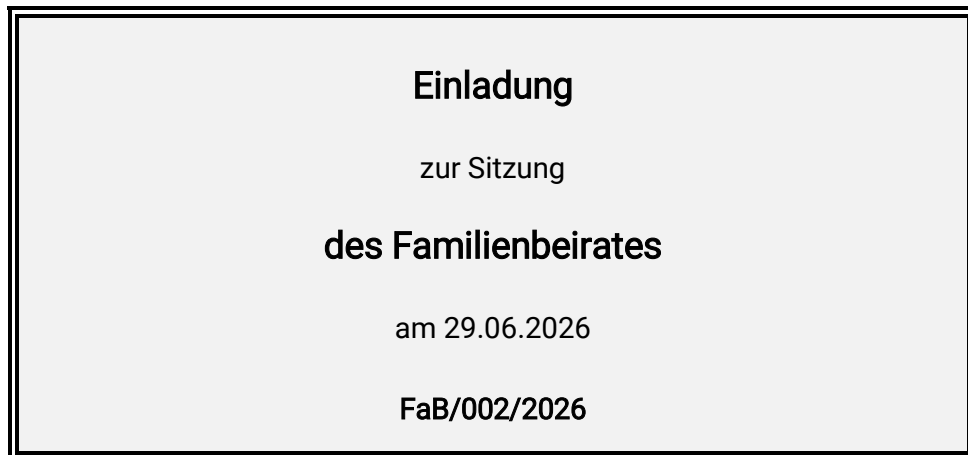 Einladung
zur Sitzung
des Familienbeirates
am 29.06.2026
FaB/002/2026